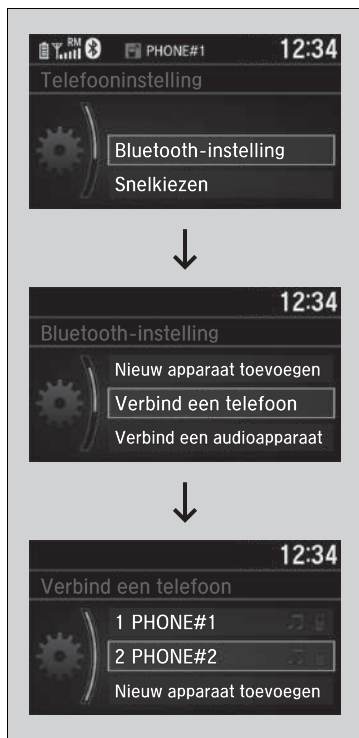 RM PHONE#1 12:34
Telefooninstelling
Bluetooth-instelling
Snelkiezen
12:34
Bluetooth-instelling
Nieuw apparaat toevoegen
Verbind een telefoon
Verbind een audioapparaat
12:34
Verbind een telefoon
1 PHONE#1
2 PHONE#2
Nieuw apparaat toevoegen